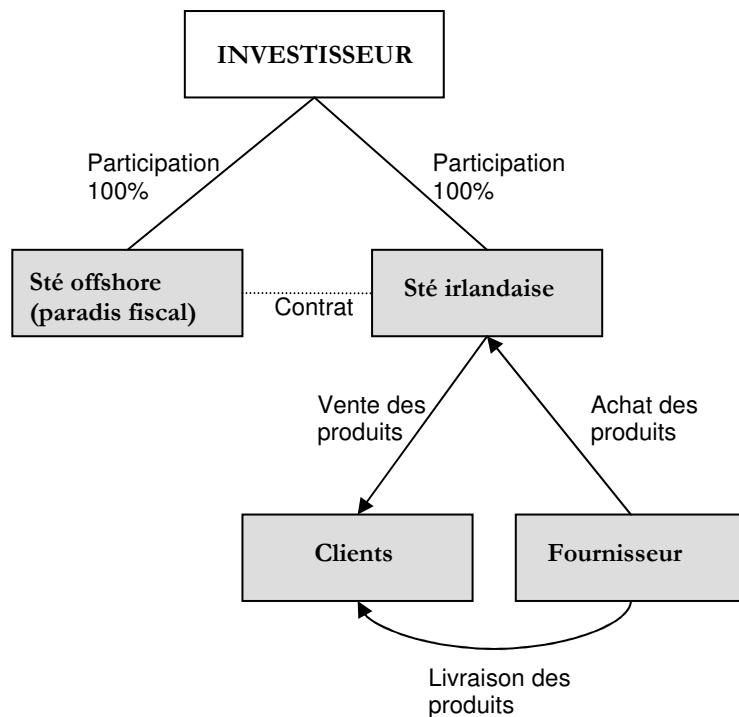 INVESTISSEUR
Participation
100%
Participation
100%
Sté offshore
(paradis fiscal)
Contrat
Sté irlandaise
Vente des
produits
Achat des
produits
Clients
Fournisseur
Livraison des
produits